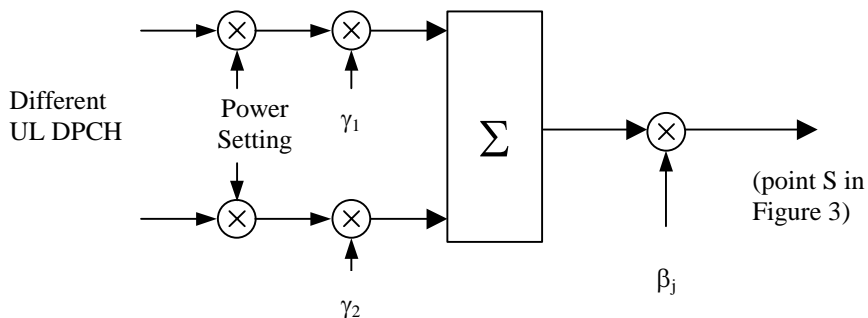 Different
UL DPCH
Power
Setting
γ1
γ2
Σ
βj
(point S in
Figure 3)